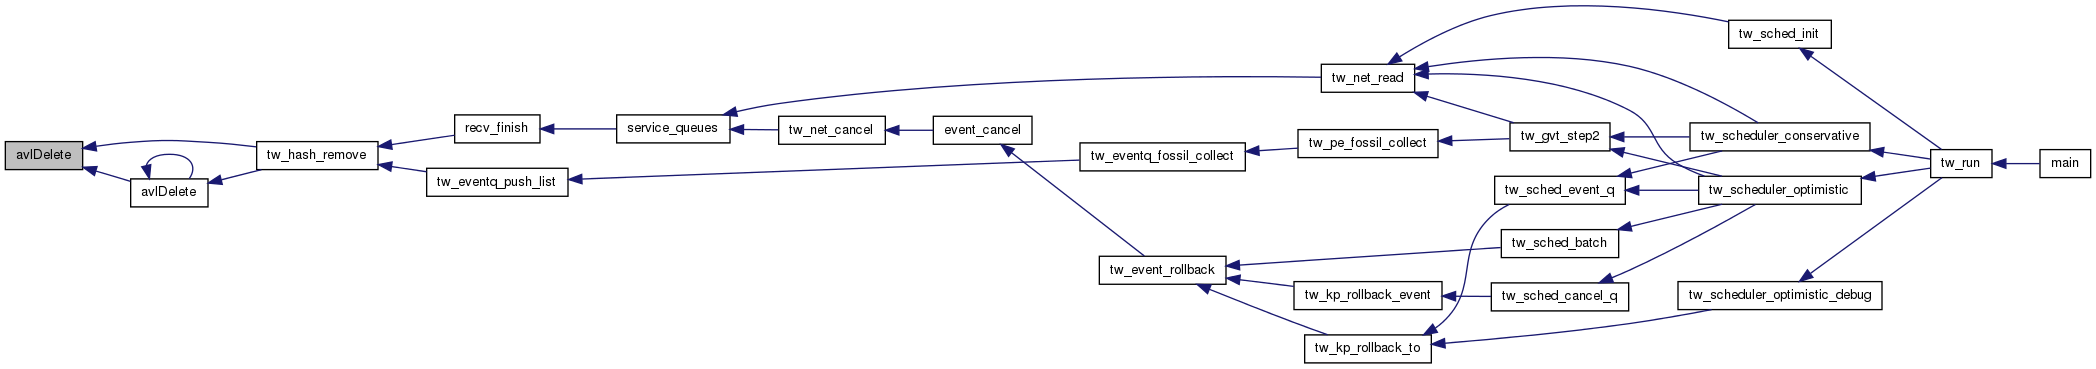 avlDelete
avlDelete
tw_hash_remove
recv_finish
tw_eventq_push_list
service_queues
tw_net_cancel
event_cancel
tw_eventq_fossil_collect
tw_event_rollback
tw_pe_fossil_collect
tw_kp_rollback_event
tw_kp_rollback_to
tw_net_read
tw_gvt_step2
tw_sched_event_q
tw_sched_batch
tw_sched_cancel_q
tw_sched_init
tw_scheduler_conservative
tw_scheduler_optimistic
tw_scheduler_optimistic_debug
tw_run
main